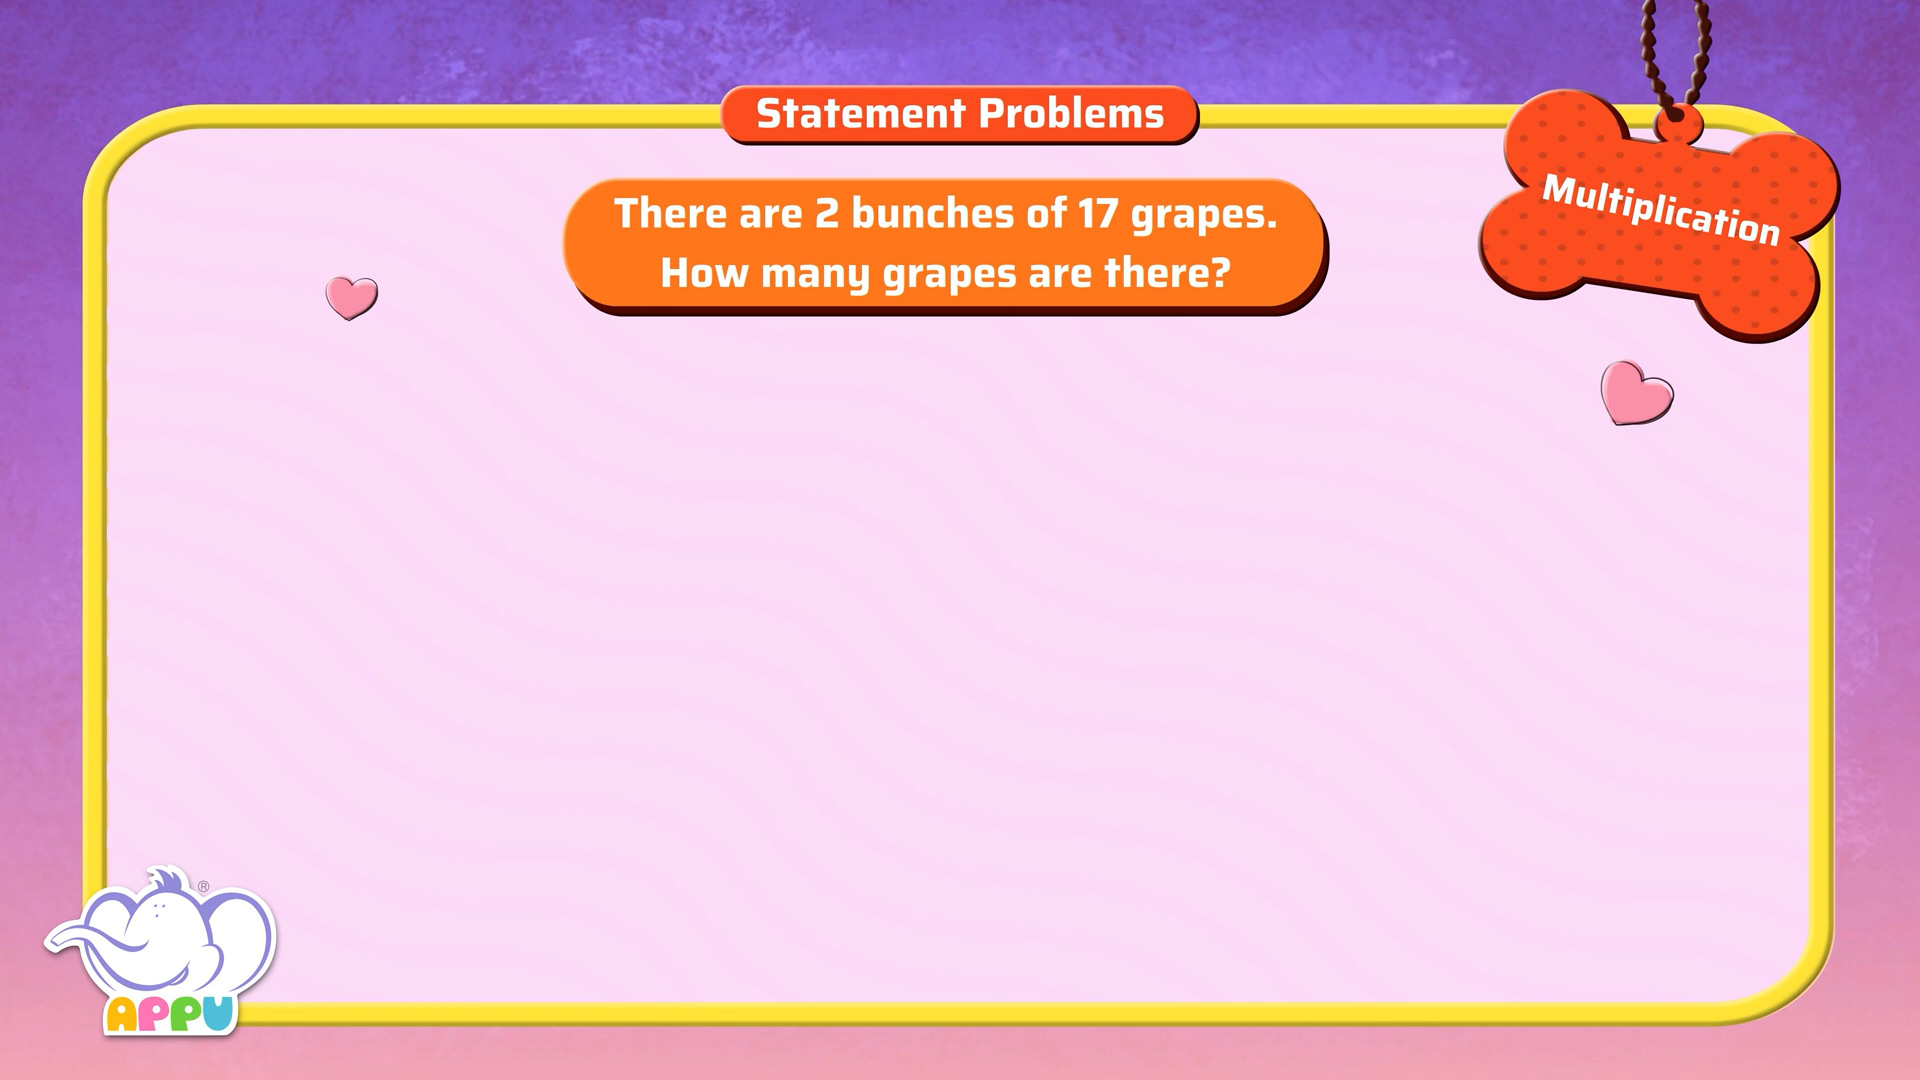 Statement Problems
There are 2 bunches of 17 grapes.
How many grapes are there?
Multiplication
®
APPU